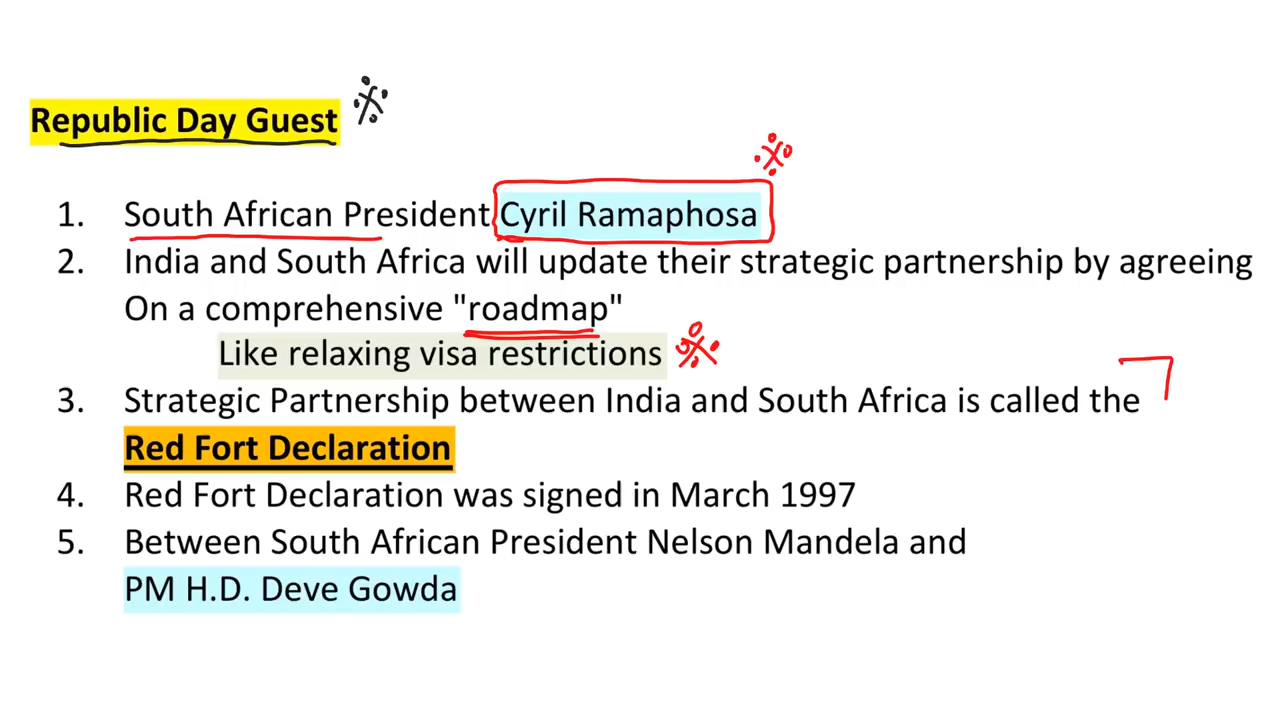 Republic Day Guest
1. South African President Cyril Ramaphosa
2. India and South Africa will update their strategic partnership by agreeing
On a comprehensive "roadmap"
Like relaxing visa restrictions
3. Strategic Partnership between India and South Africa is called the
Red Fort Declaration
4. Red Fort Declaration was signed in March 1997
5. Between South African President Nelson Mandela and
PM H.D. Deve Gowda